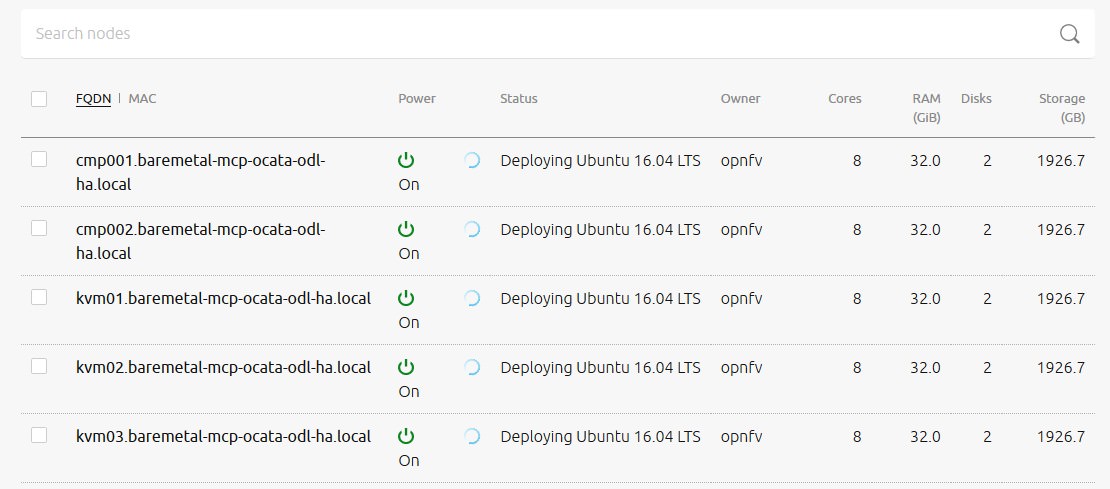 Search nodes
FQDN | MAC Power Status Owner Cores RAM Disks Storage
(GiB) (GB)
cmp001.baremetal-mcp-ocata-odl- Deploying Ubuntu 16.04 LTS opnfv 8 32.0 2 1926.7
ha.local On
cmp002.baremetal-mcp-ocata-odl- Deploying Ubuntu 16.04 LTS opnfv 8 32.0 2 1926.7
ha.local On
kvm01.baremetal-mcp-ocata-odl-ha.local Deploying Ubuntu 16.04 LTS opnfv 8 32.0 2 1926.7
On
kvm02.baremetal-mcp-ocata-odl-ha.local Deploying Ubuntu 16.04 LTS opnfv 8 32.0 2 1926.7
On
kvm03.baremetal-mcp-ocata-odl-ha.local Deploying Ubuntu 16.04 LTS opnfv 8 32.0 2 1926.7
On